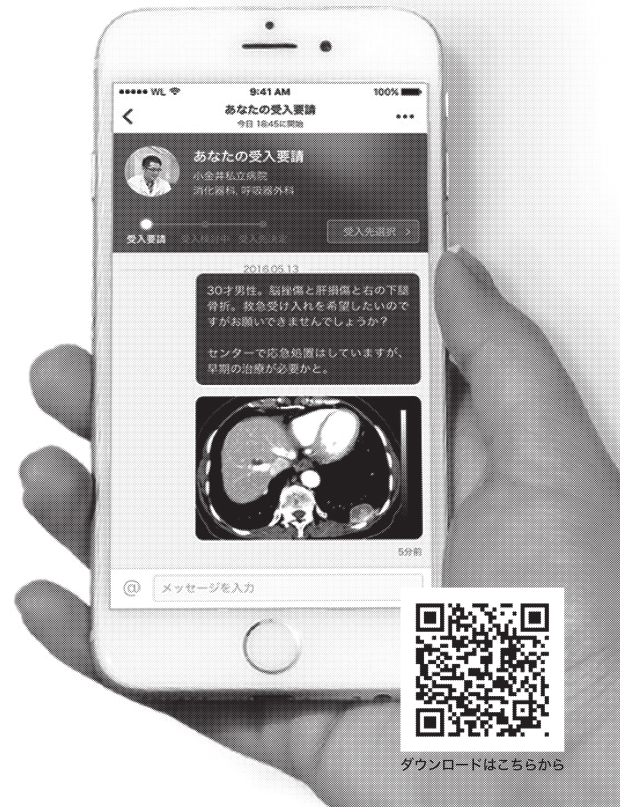 ●●●●● WL 9:41 AM 100%
あなたの受入要請
今日 18:45に開始
•••
あなたの受入要請
小金井私立病院
消化器科, 呼吸器外科
受入要請 受入検討中 受入先決定
受入先選択 >
2016.05.13
30才男性。脳挫傷と肝損傷と右の下腿
骨折。救急受け入れを希望したいので
すがお願いできませんでしょうか?
センターで応急処置はしていますが、
早期の治療が必要かと。
5分前
@ メッセージを入力
ダウンロードはこちらから